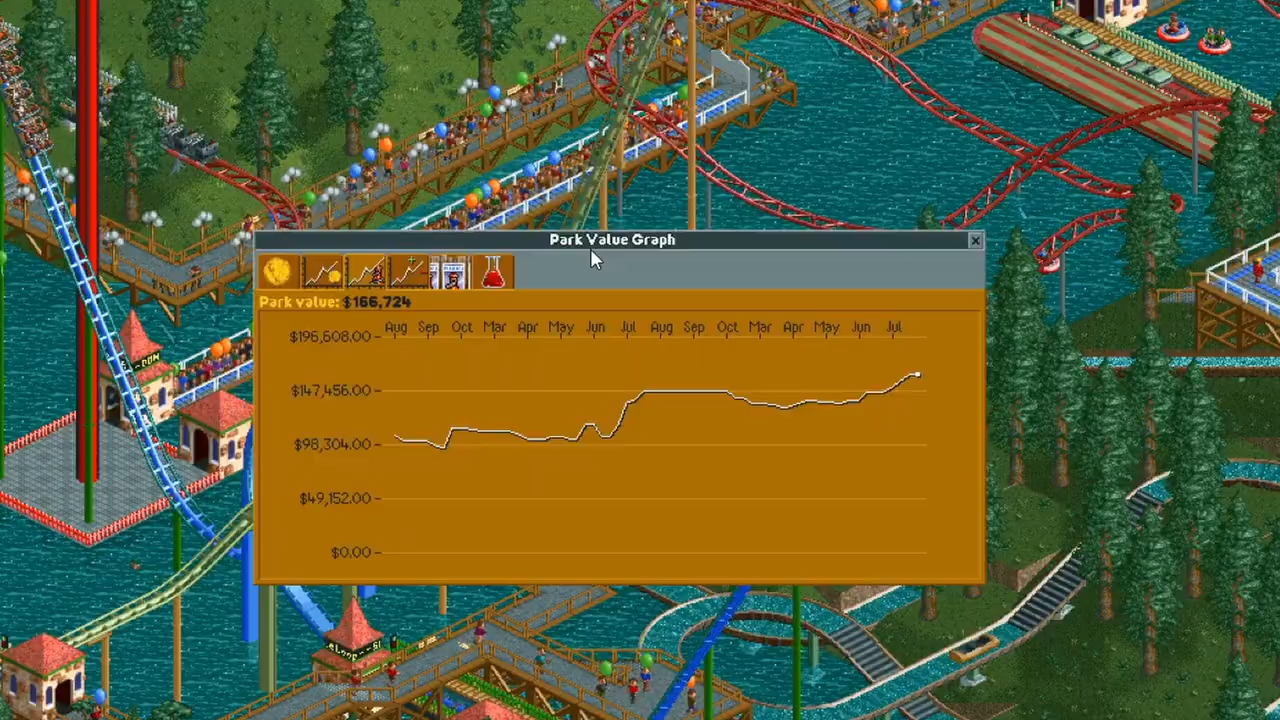 Park Value Graph
Park value: $166,724
Aug Sep Oct Mar Apr May Jun Jul Aug Sep Oct Mar Apr May Jun Jul
$196,608.00
$147,456.00
$98,304.00
$49,152.00
$0.00